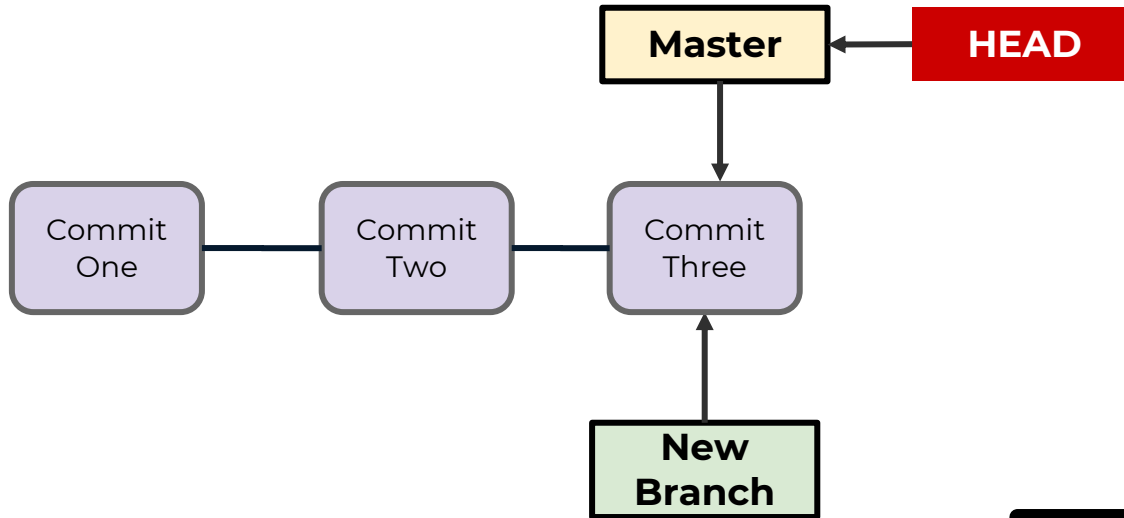 Master
HEAD
Commit
One
Commit
Two
Commit
Three
New
Branch